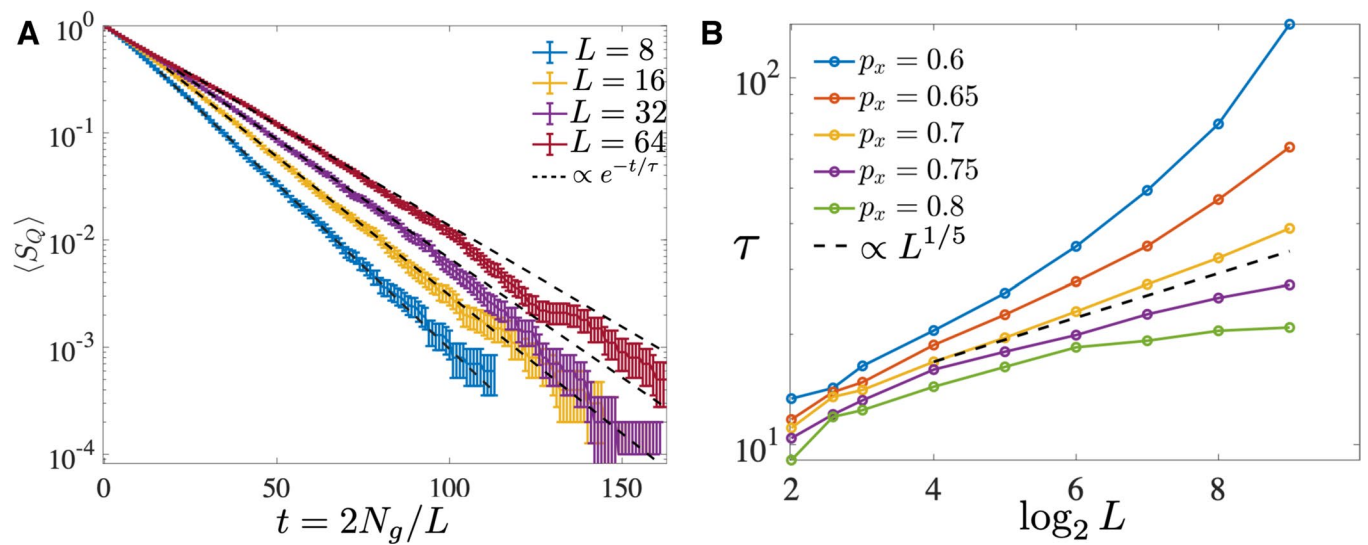 A
10^0
10^{-1}
10^{-2}
10^{-3}
10^{-4}
⟨S_Q⟩
L = 8
L = 16
L = 32
L = 64
∝ e^{-t/τ}
0 50 100 150
t = 2N_g/L
B
10^2
10^1
τ
p_x = 0.6
p_x = 0.65
p_x = 0.7
p_x = 0.75
p_x = 0.8
∝ L^{1/5}
2 4 6 8
log_2 L